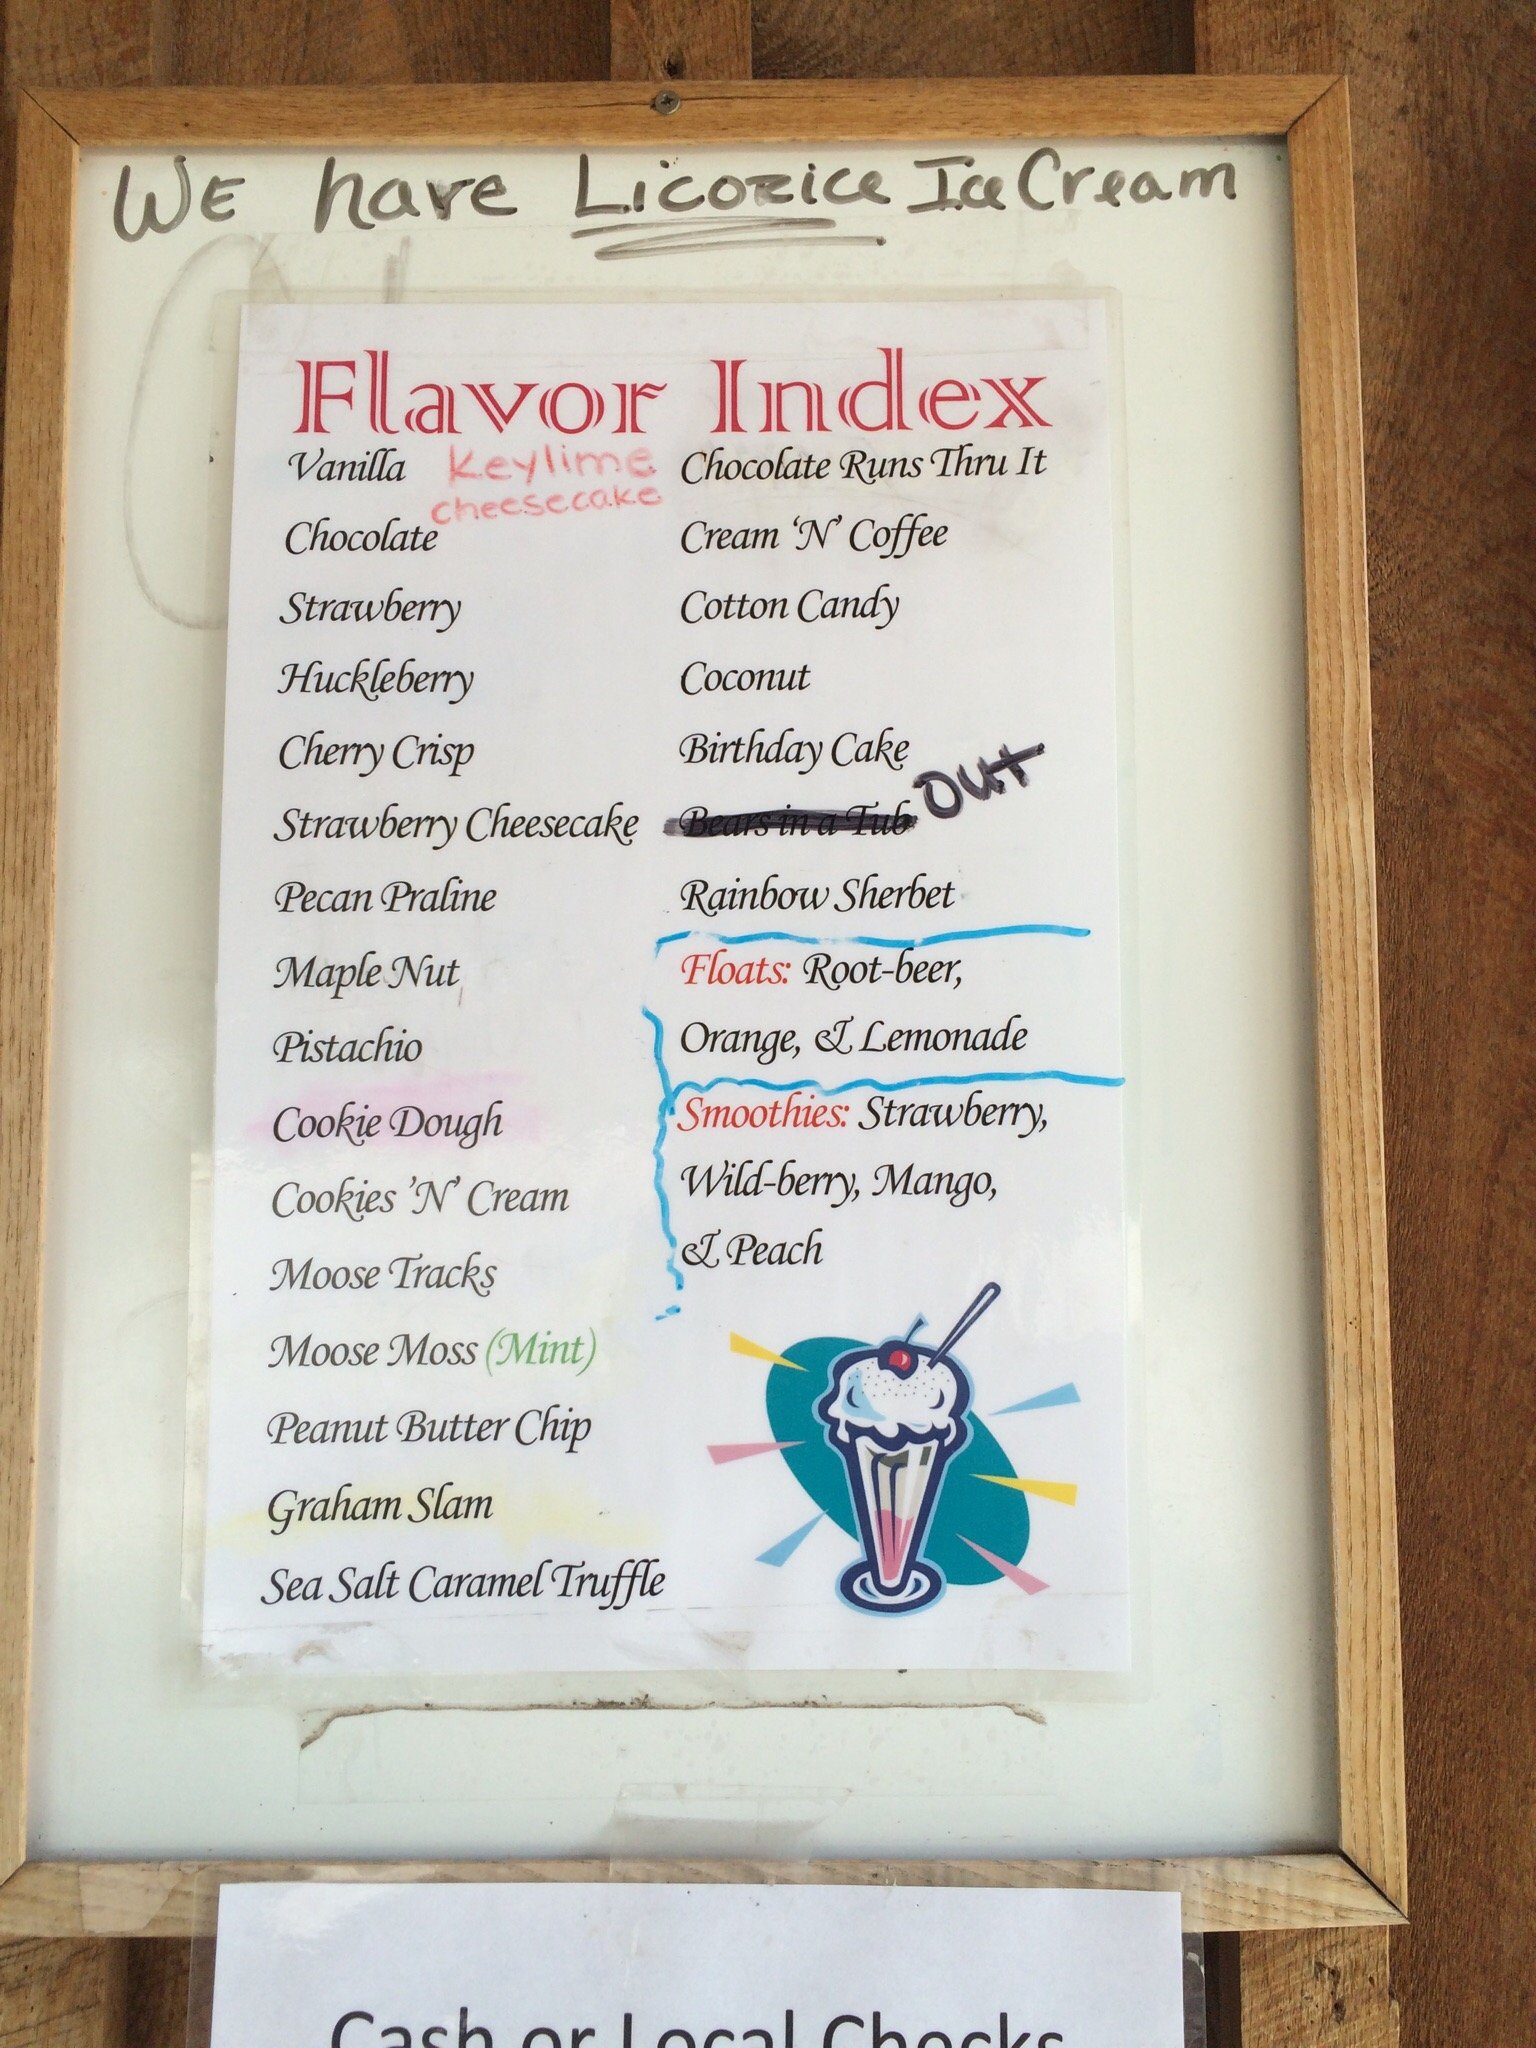 WE have Licorice Ice Cream
Flavor Index
Vanilla
Keylime
cheesecake
Chocolate
Strawberry
Huckleberry
Cherry Crisp
Strawberry Cheesecake
Pecan Praline
Maple Nut
Pistachio
Cookie Dough
Cookies 'N' Cream
Moose Tracks
Moose Moss (Mint)
Peanut Butter Chip
Graham Slam
Sea Salt Caramel Truffle
Chocolate Runs Thru It
Cream ‘N’ Coffee
Cotton Candy
Coconut
Birthday Cake
Bears in a Tub OUT
Rainbow Sherbet
Floats: Root-beer,
Orange, & Lemonade
Smoothies: Strawberry,
Wild-berry, Mango,
& Peach
Cash or Local Checks